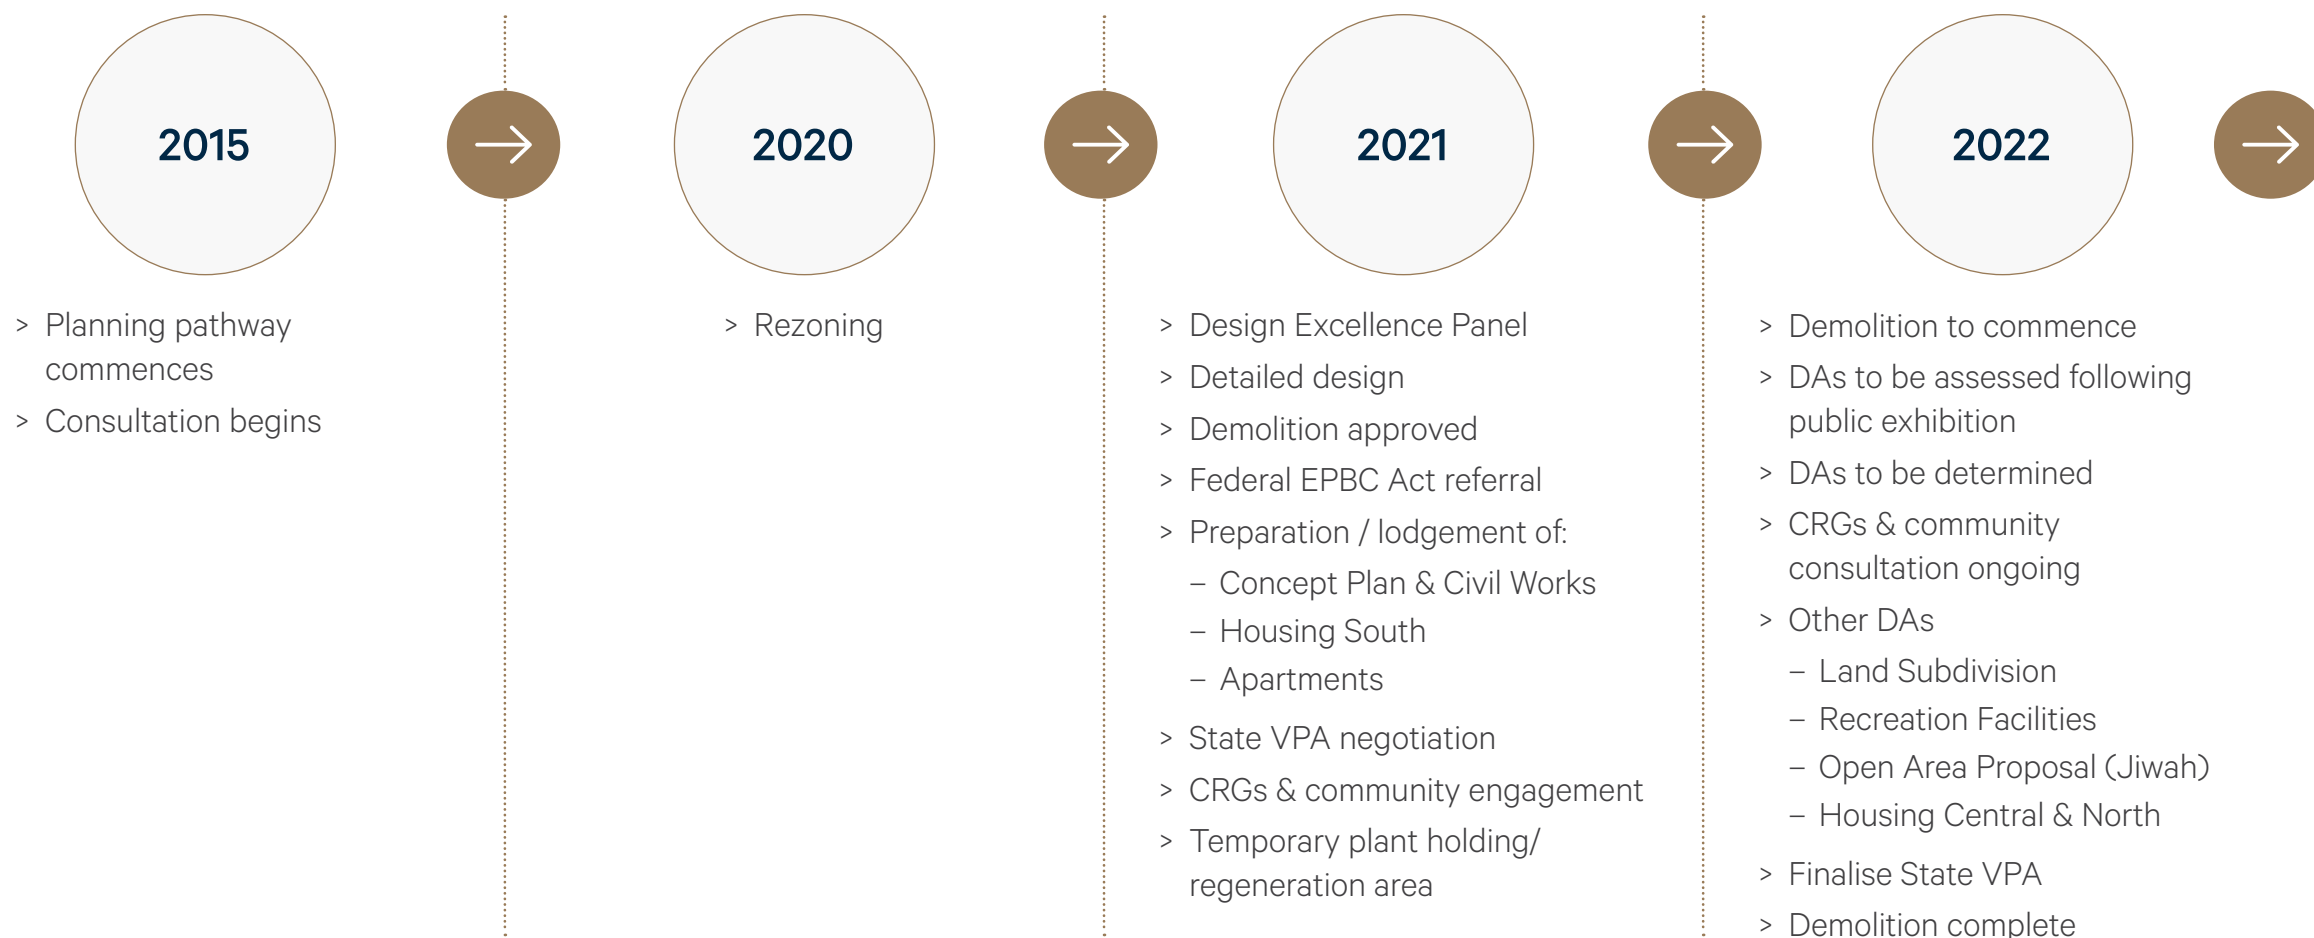 2015
> Planning pathway
commences
> Consultation begins
2020
> Rezoning
2021
> Design Excellence Panel
> Detailed design
> Demolition approved
> Federal EPBC Act referral
> Preparation / lodgement of:
– Concept Plan & Civil Works
– Housing South
– Apartments
> State VPA negotiation
> CRGs & community engagement
> Temporary plant holding/
regeneration area
2022
> Demolition to commence
> DAs to be assessed following
public exhibition
> DAs to be determined
> CRGs & community
consultation ongoing
> Other DAs
– Land Subdivision
– Recreation Facilities
– Open Area Proposal (Jiwah)
– Housing Central & North
> Finalise State VPA
> Demolition complete